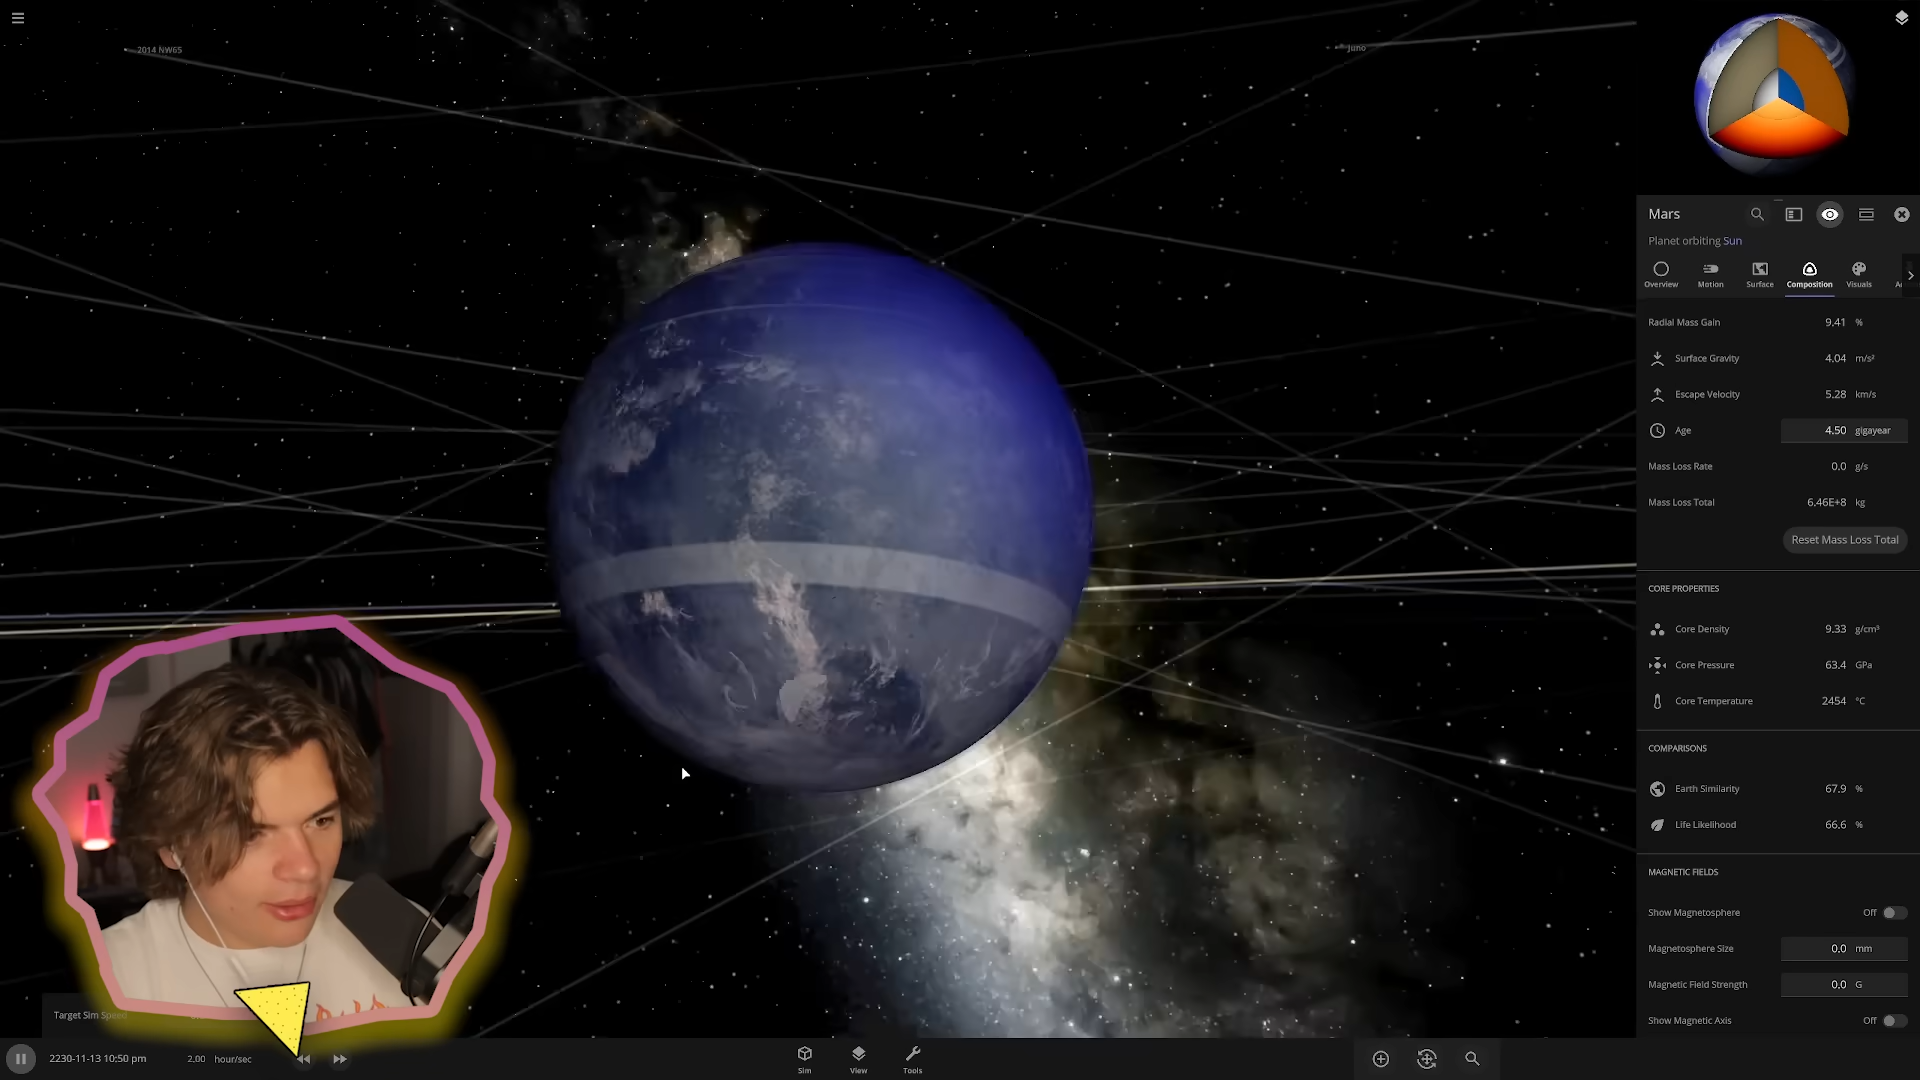 2014 NW65
Juno
Mars
Planet orbiting Sun
Overview
Motion
Surface
Composition
Visuals
Radial Mass Gain 9.41 %
Surface Gravity 4.04 m/s²
Escape Velocity 5.28 km/s
Age 4.50 gigayear
Mass Loss Rate 0.0 g/s
Mass Loss Total 6.46E+8 kg
Reset Mass Loss Total
CORE PROPERTIES
Core Density 9.33 g/cm³
Core Pressure 63.4 GPa
Core Temperature 2454 °C
COMPARISONS
Earth Similarity 67.9 %
Life Likelihood 66.6 %
MAGNETIC FIELDS
Show Magnetosphere Off
Magnetosphere Size 0.0 mm
Magnetic Field Strength 0.0 G
Show Magnetic Axis Off
Target Sim Speed
2230-11-13 10:50 pm
2.00 hour/sec
Sim
View
Tools